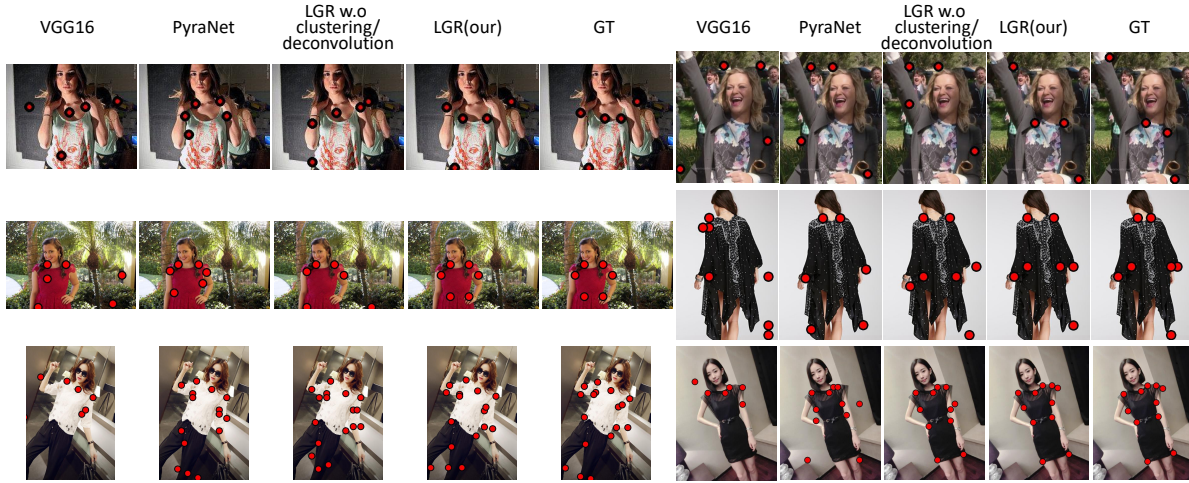 VGG16
PyraNet
LGR w.o
clustering/
deconvolution
LGR(our)
GT
VGG16
PyraNet
LGR w.o
clustering/
deconvolution
LGR(our)
GT